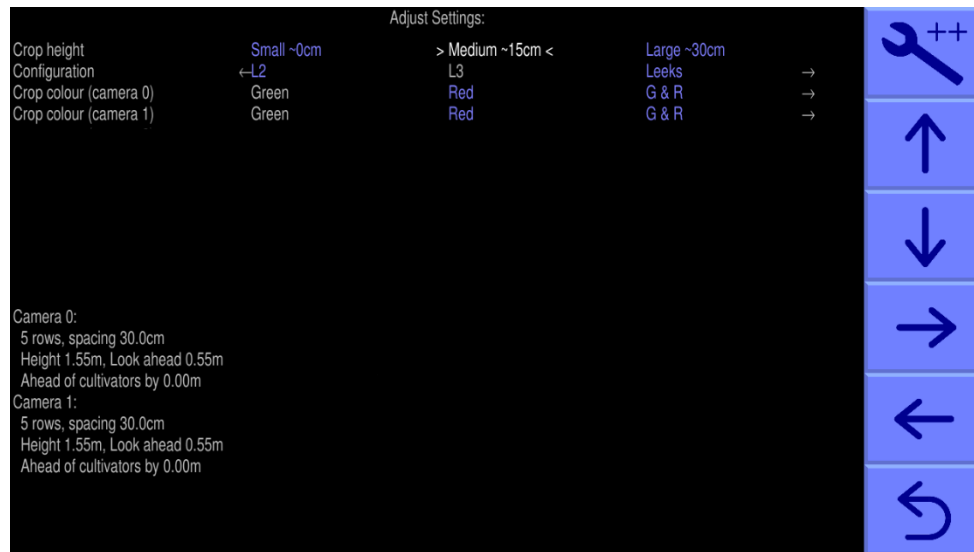 Adjust Settings:
Crop height Small ~0cm > Medium ~15cm < Large ~30cm
Configuration ←L2 L3 Leeks →
Crop colour (camera 0) Green Red G & R →
Crop colour (camera 1) Green Red G & R →
Camera 0:
5 rows, spacing 30.0cm
Height 1.55m, Look ahead 0.55m
Ahead of cultivators by 0.00m
Camera 1:
5 rows, spacing 30.0cm
Height 1.55m, Look ahead 0.55m
Ahead of cultivators by 0.00m
++